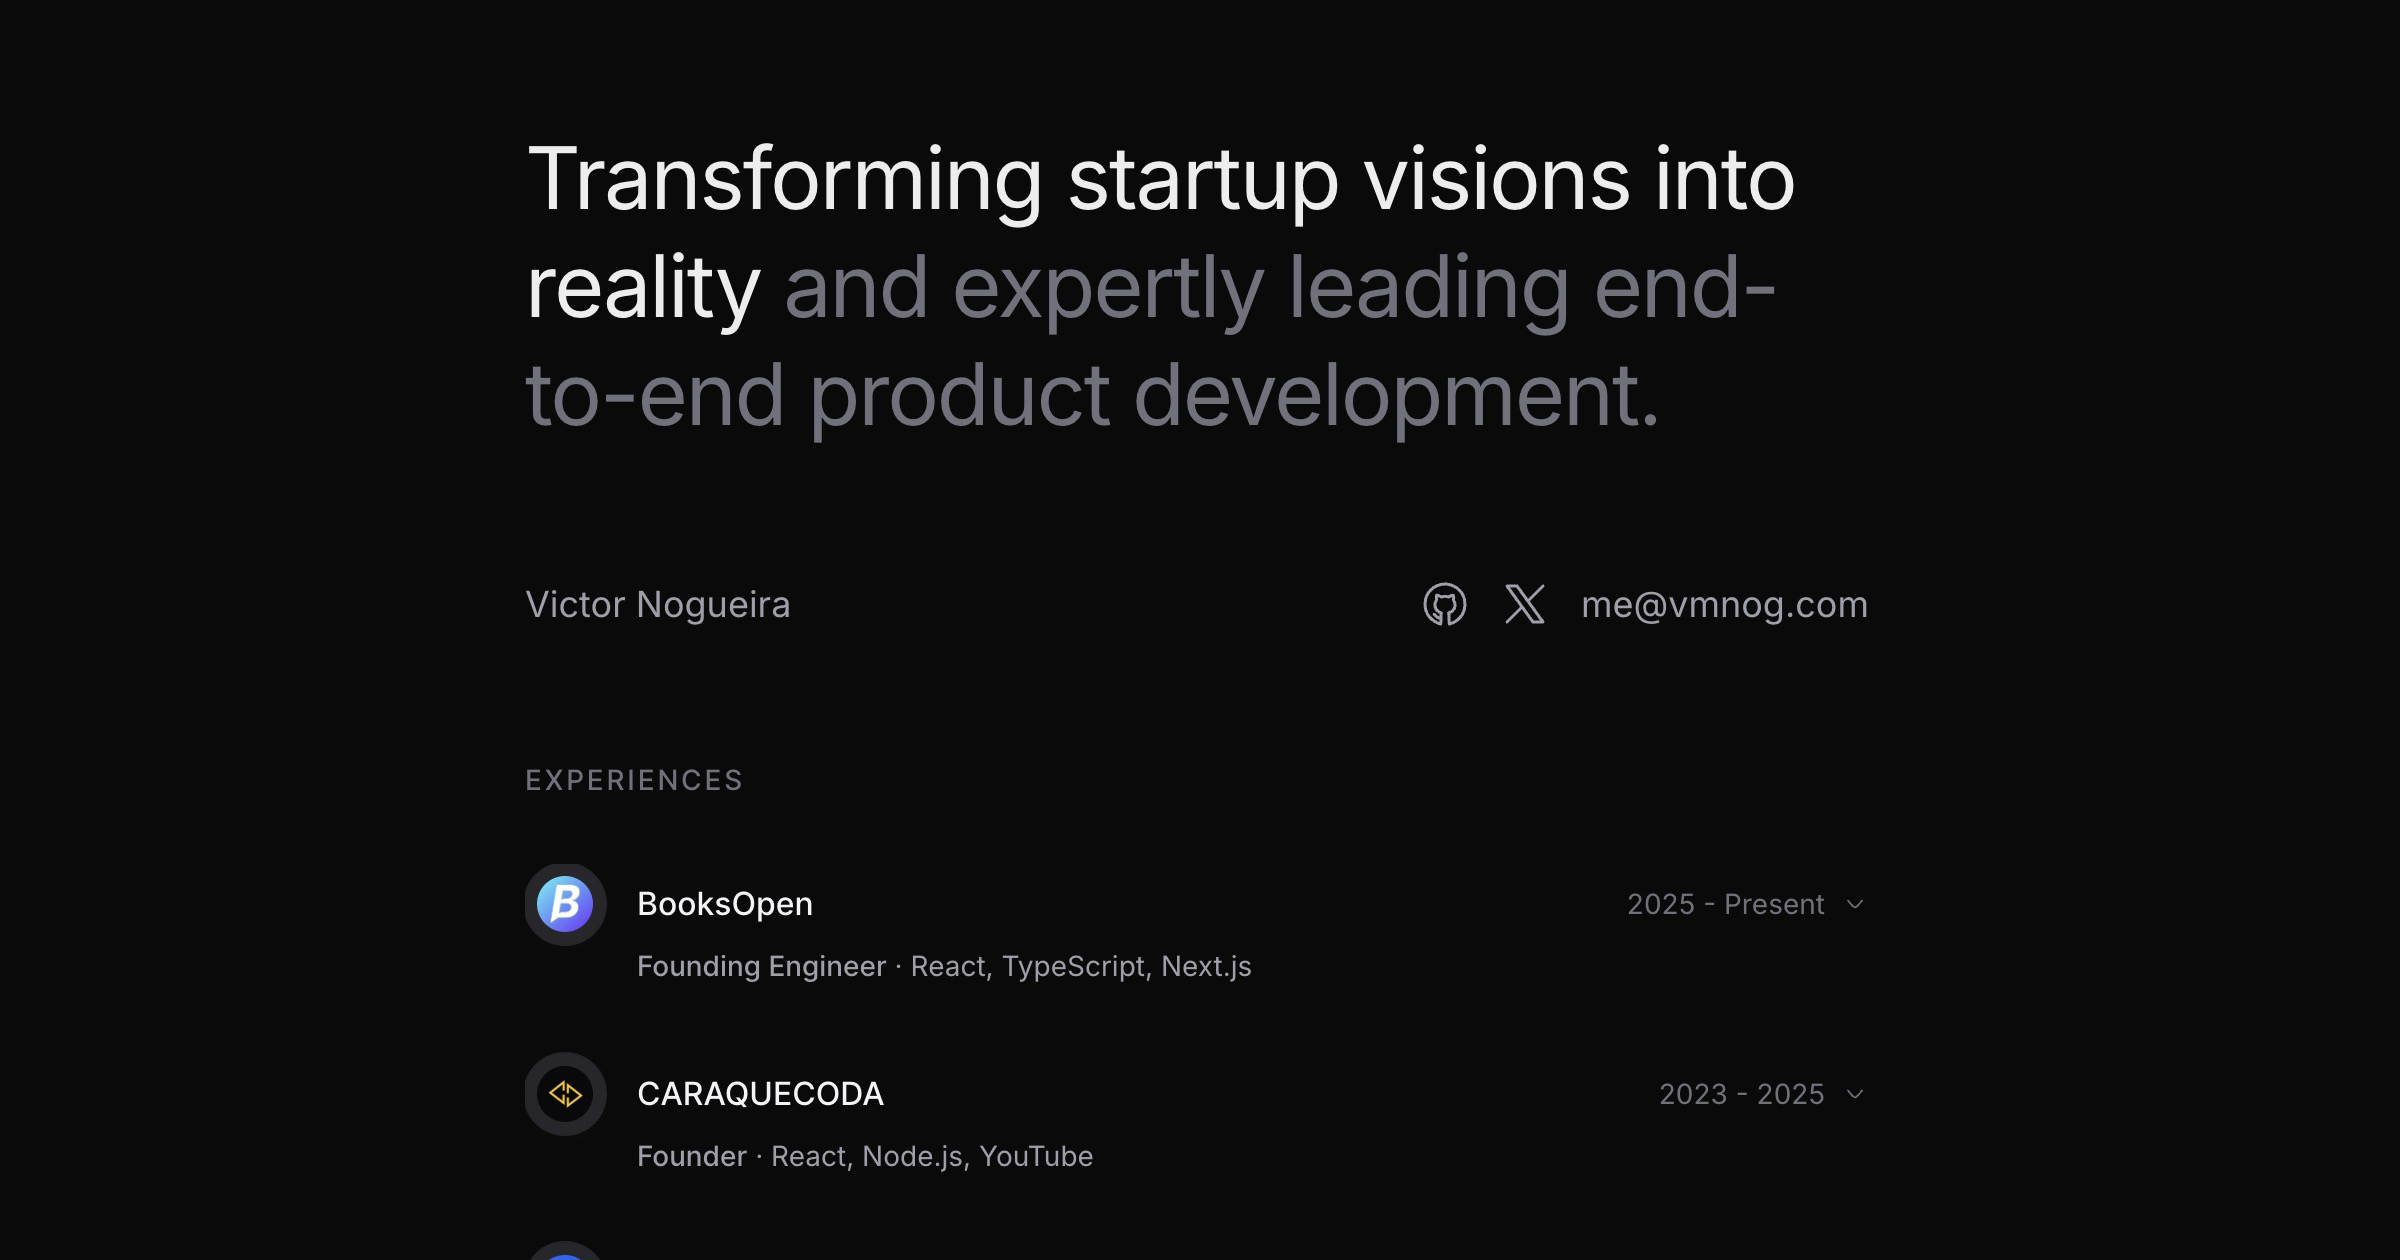 Transforming startup visions into
reality and expertly leading end-
to-end product development.
Victor Nogueira
me@vmnog.com
EXPERIENCES
B
BooksOpen
2025 - Present
Founding Engineer · React, TypeScript, Next.js
CARAQUECODA
2023 - 2025
Founder · React, Node.js, YouTube